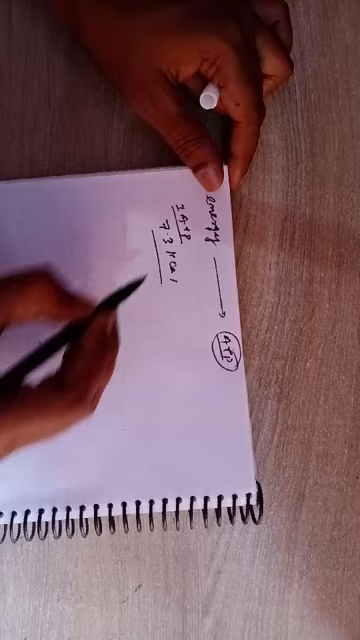 energy → ATP
1 ATP
7.3 Kcal